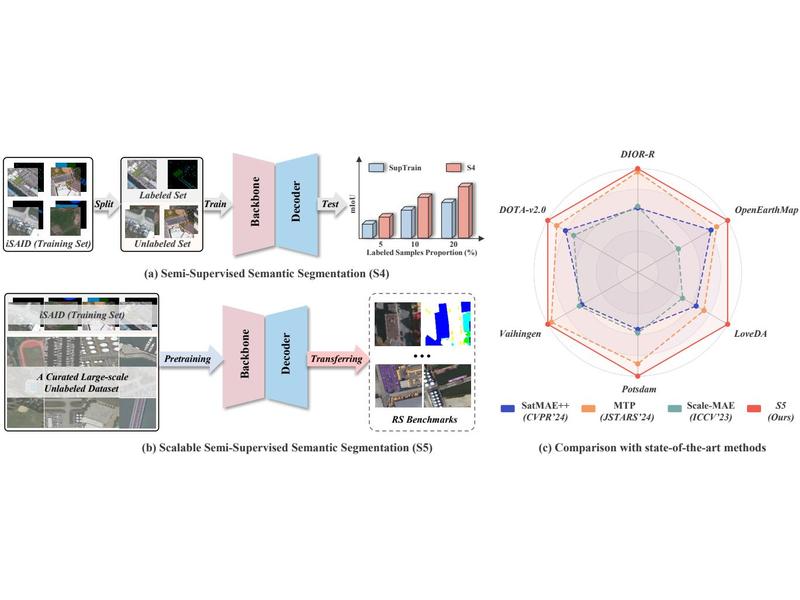 iSAID (Training Set)
Split
Labeled Set
Unlabeled Set
Train
Backbone
Decoder
Test
mIoU
SupTrain
S4
5
10
20
Labeled Samples Proportion (%)
(a) Semi-Supervised Semantic Segmentation (S4)
iSAID (Training Set)
A Curated Large-scale
Unlabeled Dataset
Pretraining
Backbone
Decoder
Transferring
...
RS Benchmarks
(b) Scalable Semi-Supervised Semantic Segmentation (S5)
DIOR-R
DOTA-v2.0
OpenEarthMap
Vaihingen
LoveDA
Potsdam
SatMAE++
(CVPR'24)
MTP
(JSTARS'24)
Scale-MAE
(ICCV'23)
S5
(Ours)
(c) Comparison with state-of-the-art methods